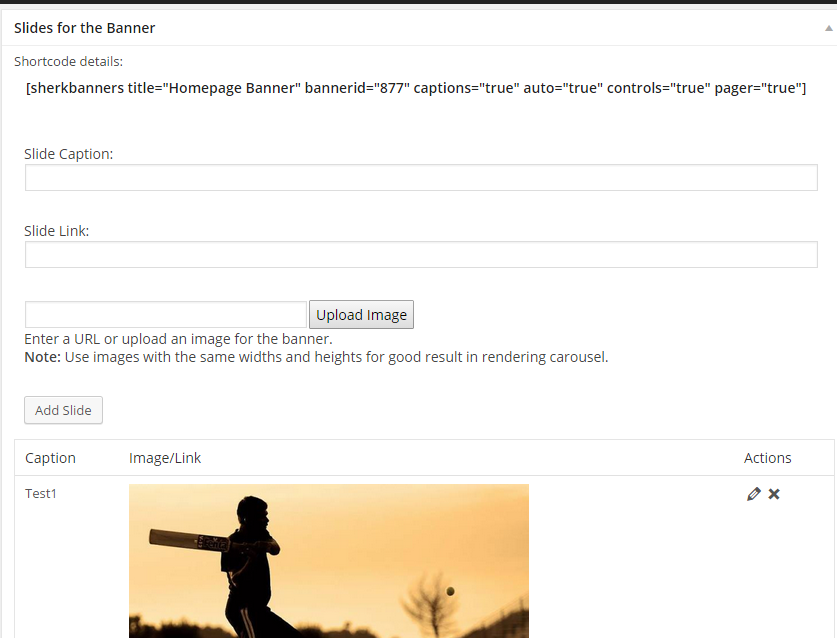 Slides for the Banner
Shortcode details:
[sherkbanners title="Homepage Banner" bannerid="877" captions="true" auto="true" controls="true" pager="true"]
Slide Caption:
Slide Link:
Upload Image
Enter a URL or upload an image for the banner.
Note: Use images with the same widths and heights for good result in rendering carousel.
Add Slide
Caption Image/Link Actions
Test1